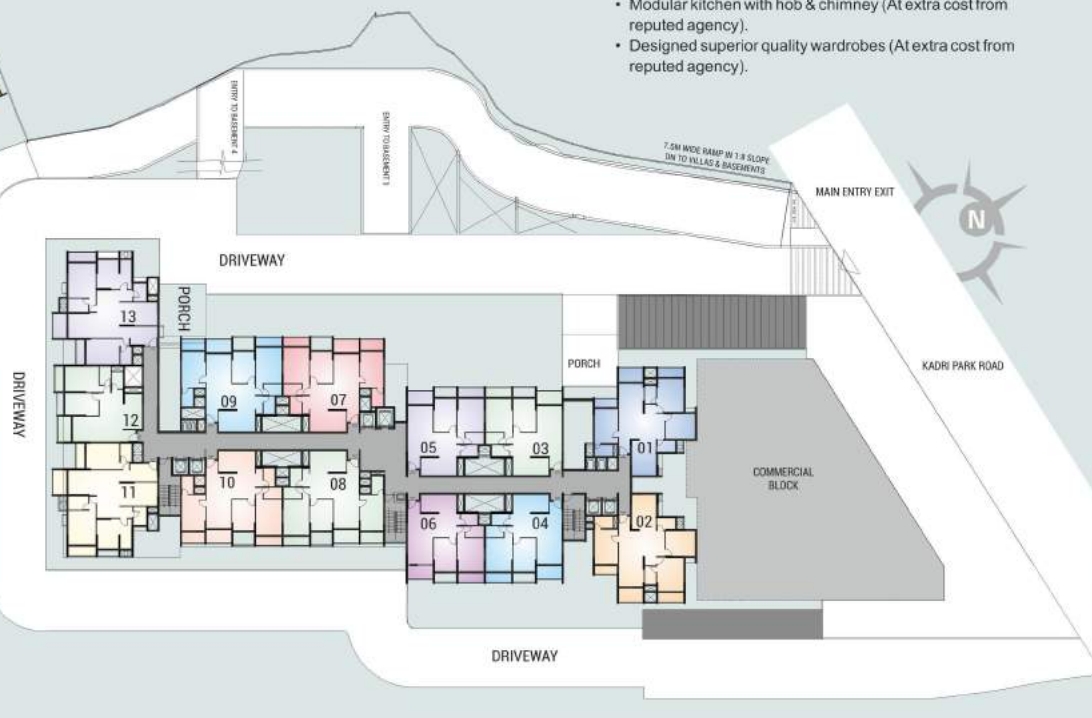 • Modular kitchen with hob & chimney (At extra cost from
reputed agency).
• Designed superior quality wardrobes (At extra cost from
reputed agency).
ENTRY TO BASEMENT 4
ENTRY TO BASEMENT
7.5M WIDE RAMP IN 1:8 SLOPE
DN TO VILLAS & BASEMENTS
MAIN ENTRY EXIT
N
DRIVEWAY
PORCH
13
PORCH
KADRI PARK ROAD
DRIVEWAY
09
07
12
05
03
01
COMMERCIAL
BLOCK
11
10
08
06
04
02
DRIVEWAY